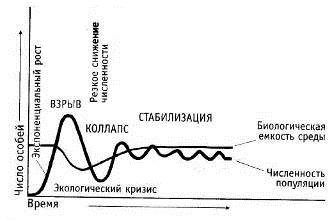 Число особей
Экспоненциальный рост
ВЗРЫВ
Резкое снижение
численности
КОЛЛАПС
СТАБИЛИЗАЦИЯ
Биологическая
емкость среды
Численность
популяции
Экологический кризис
Время